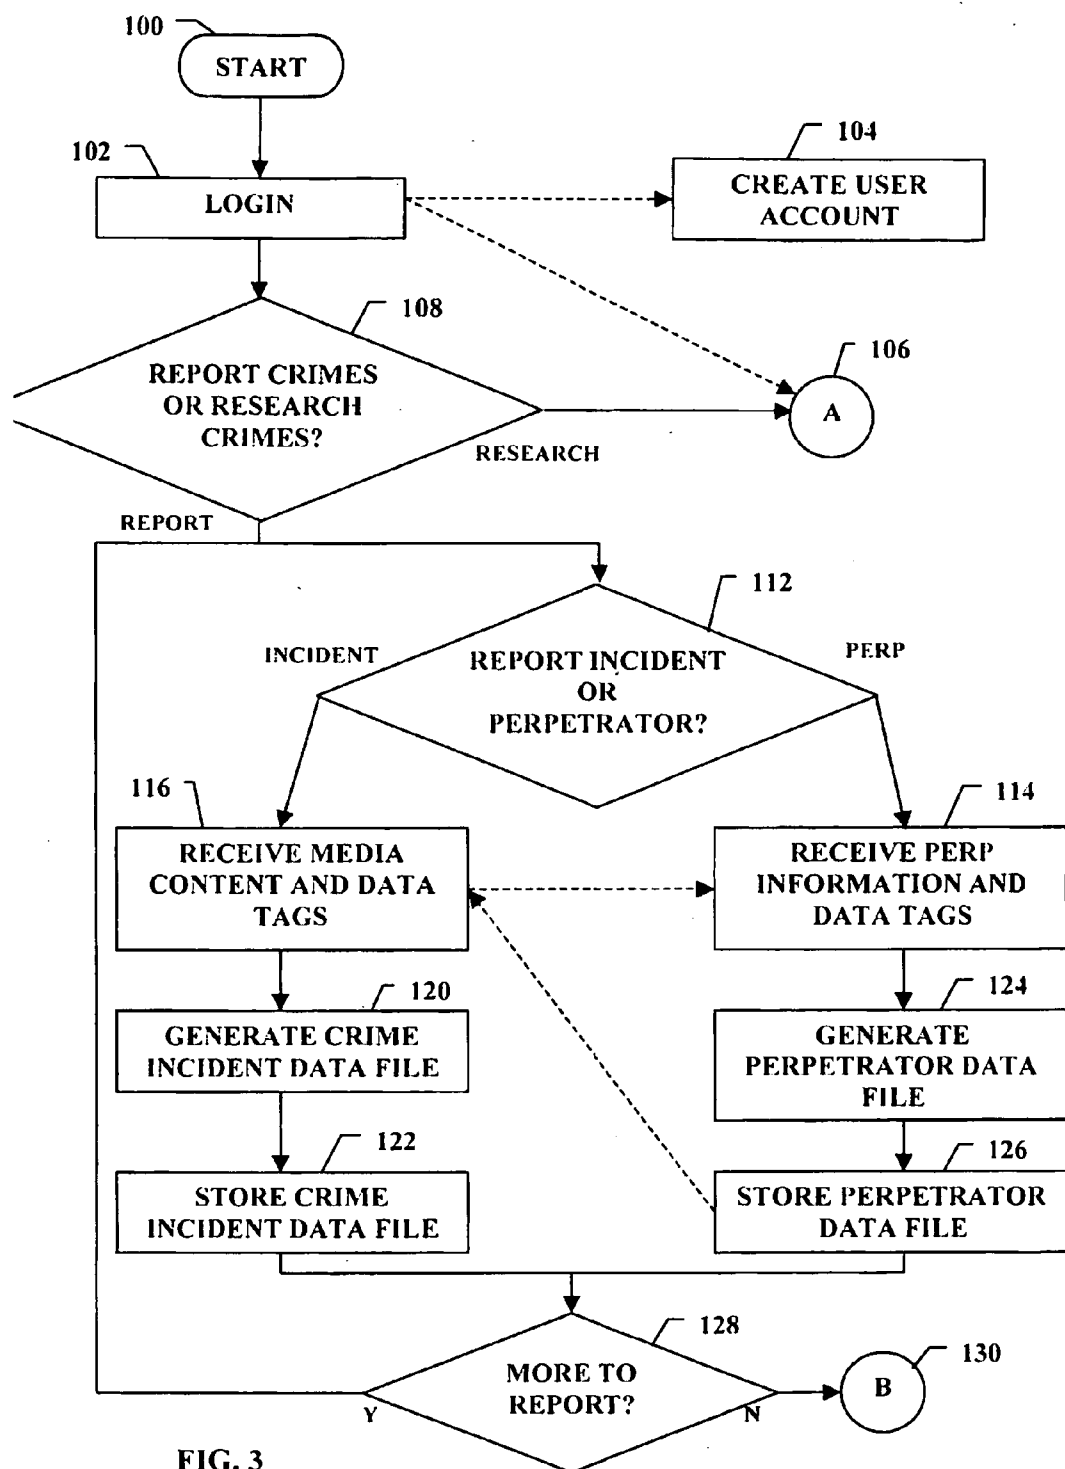 100
START
102
LOGIN
104
CREATE USER
ACCOUNT
108
REPORT CRIMES
OR RESEARCH
CRIMES?
106
A
RESEARCH
REPORT
112
INCIDENT
REPORT INCIDENT
OR
PERPETRATOR?
PERP
116
RECEIVE MEDIA
CONTENT AND DATA
TAGS
114
RECEIVE PERP
INFORMATION AND
DATA TAGS
120
GENERATE CRIME
INCIDENT DATA FILE
124
GENERATE
PERPETRATOR DATA
FILE
122
STORE CRIME
INCIDENT DATA FILE
126
STORE PERPETRATOR
DATA FILE
128
MORE TO
REPORT?
Y
N
130
B
FIG. 3